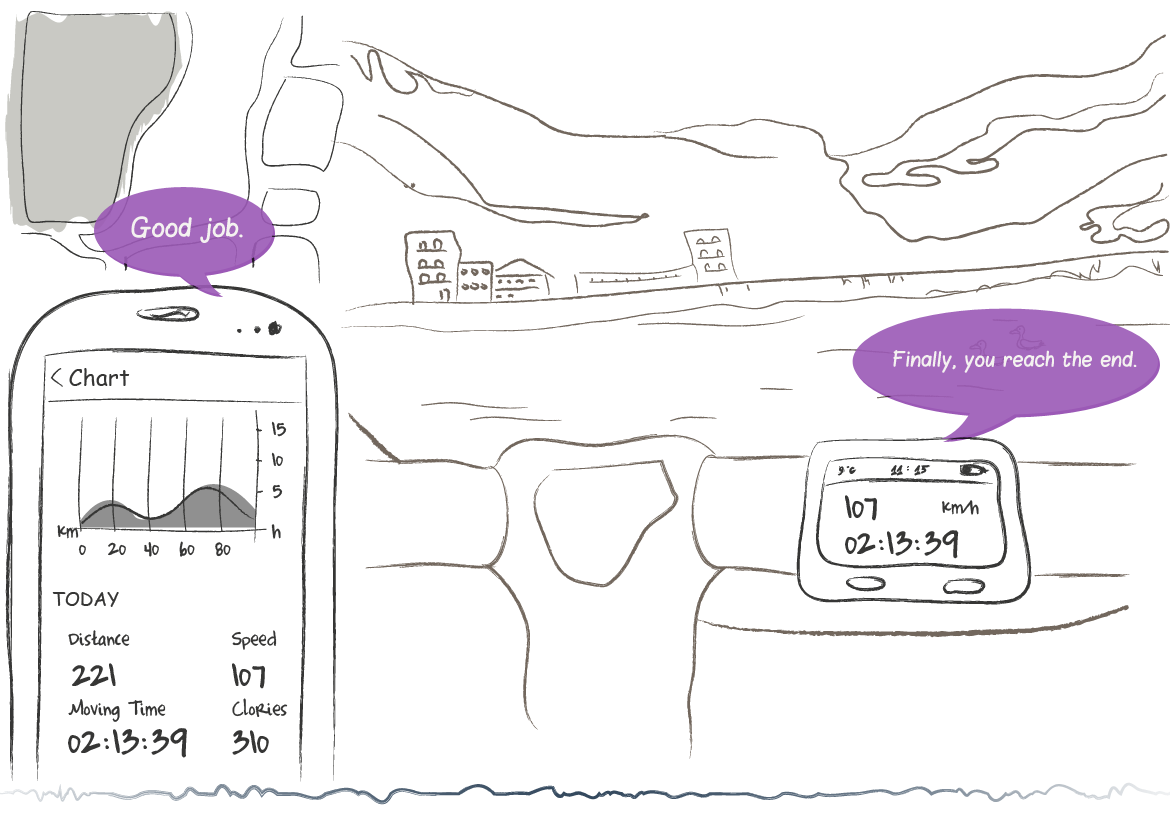 Good job.
< Chart
15
10
5
Km h
0 20 40 60 80
TODAY
Distance Speed
221 107
Moving Time CloRies
02:13:39 310
Finally, you reach the end.
9°c 11:15
107 Km/h
02:13:39